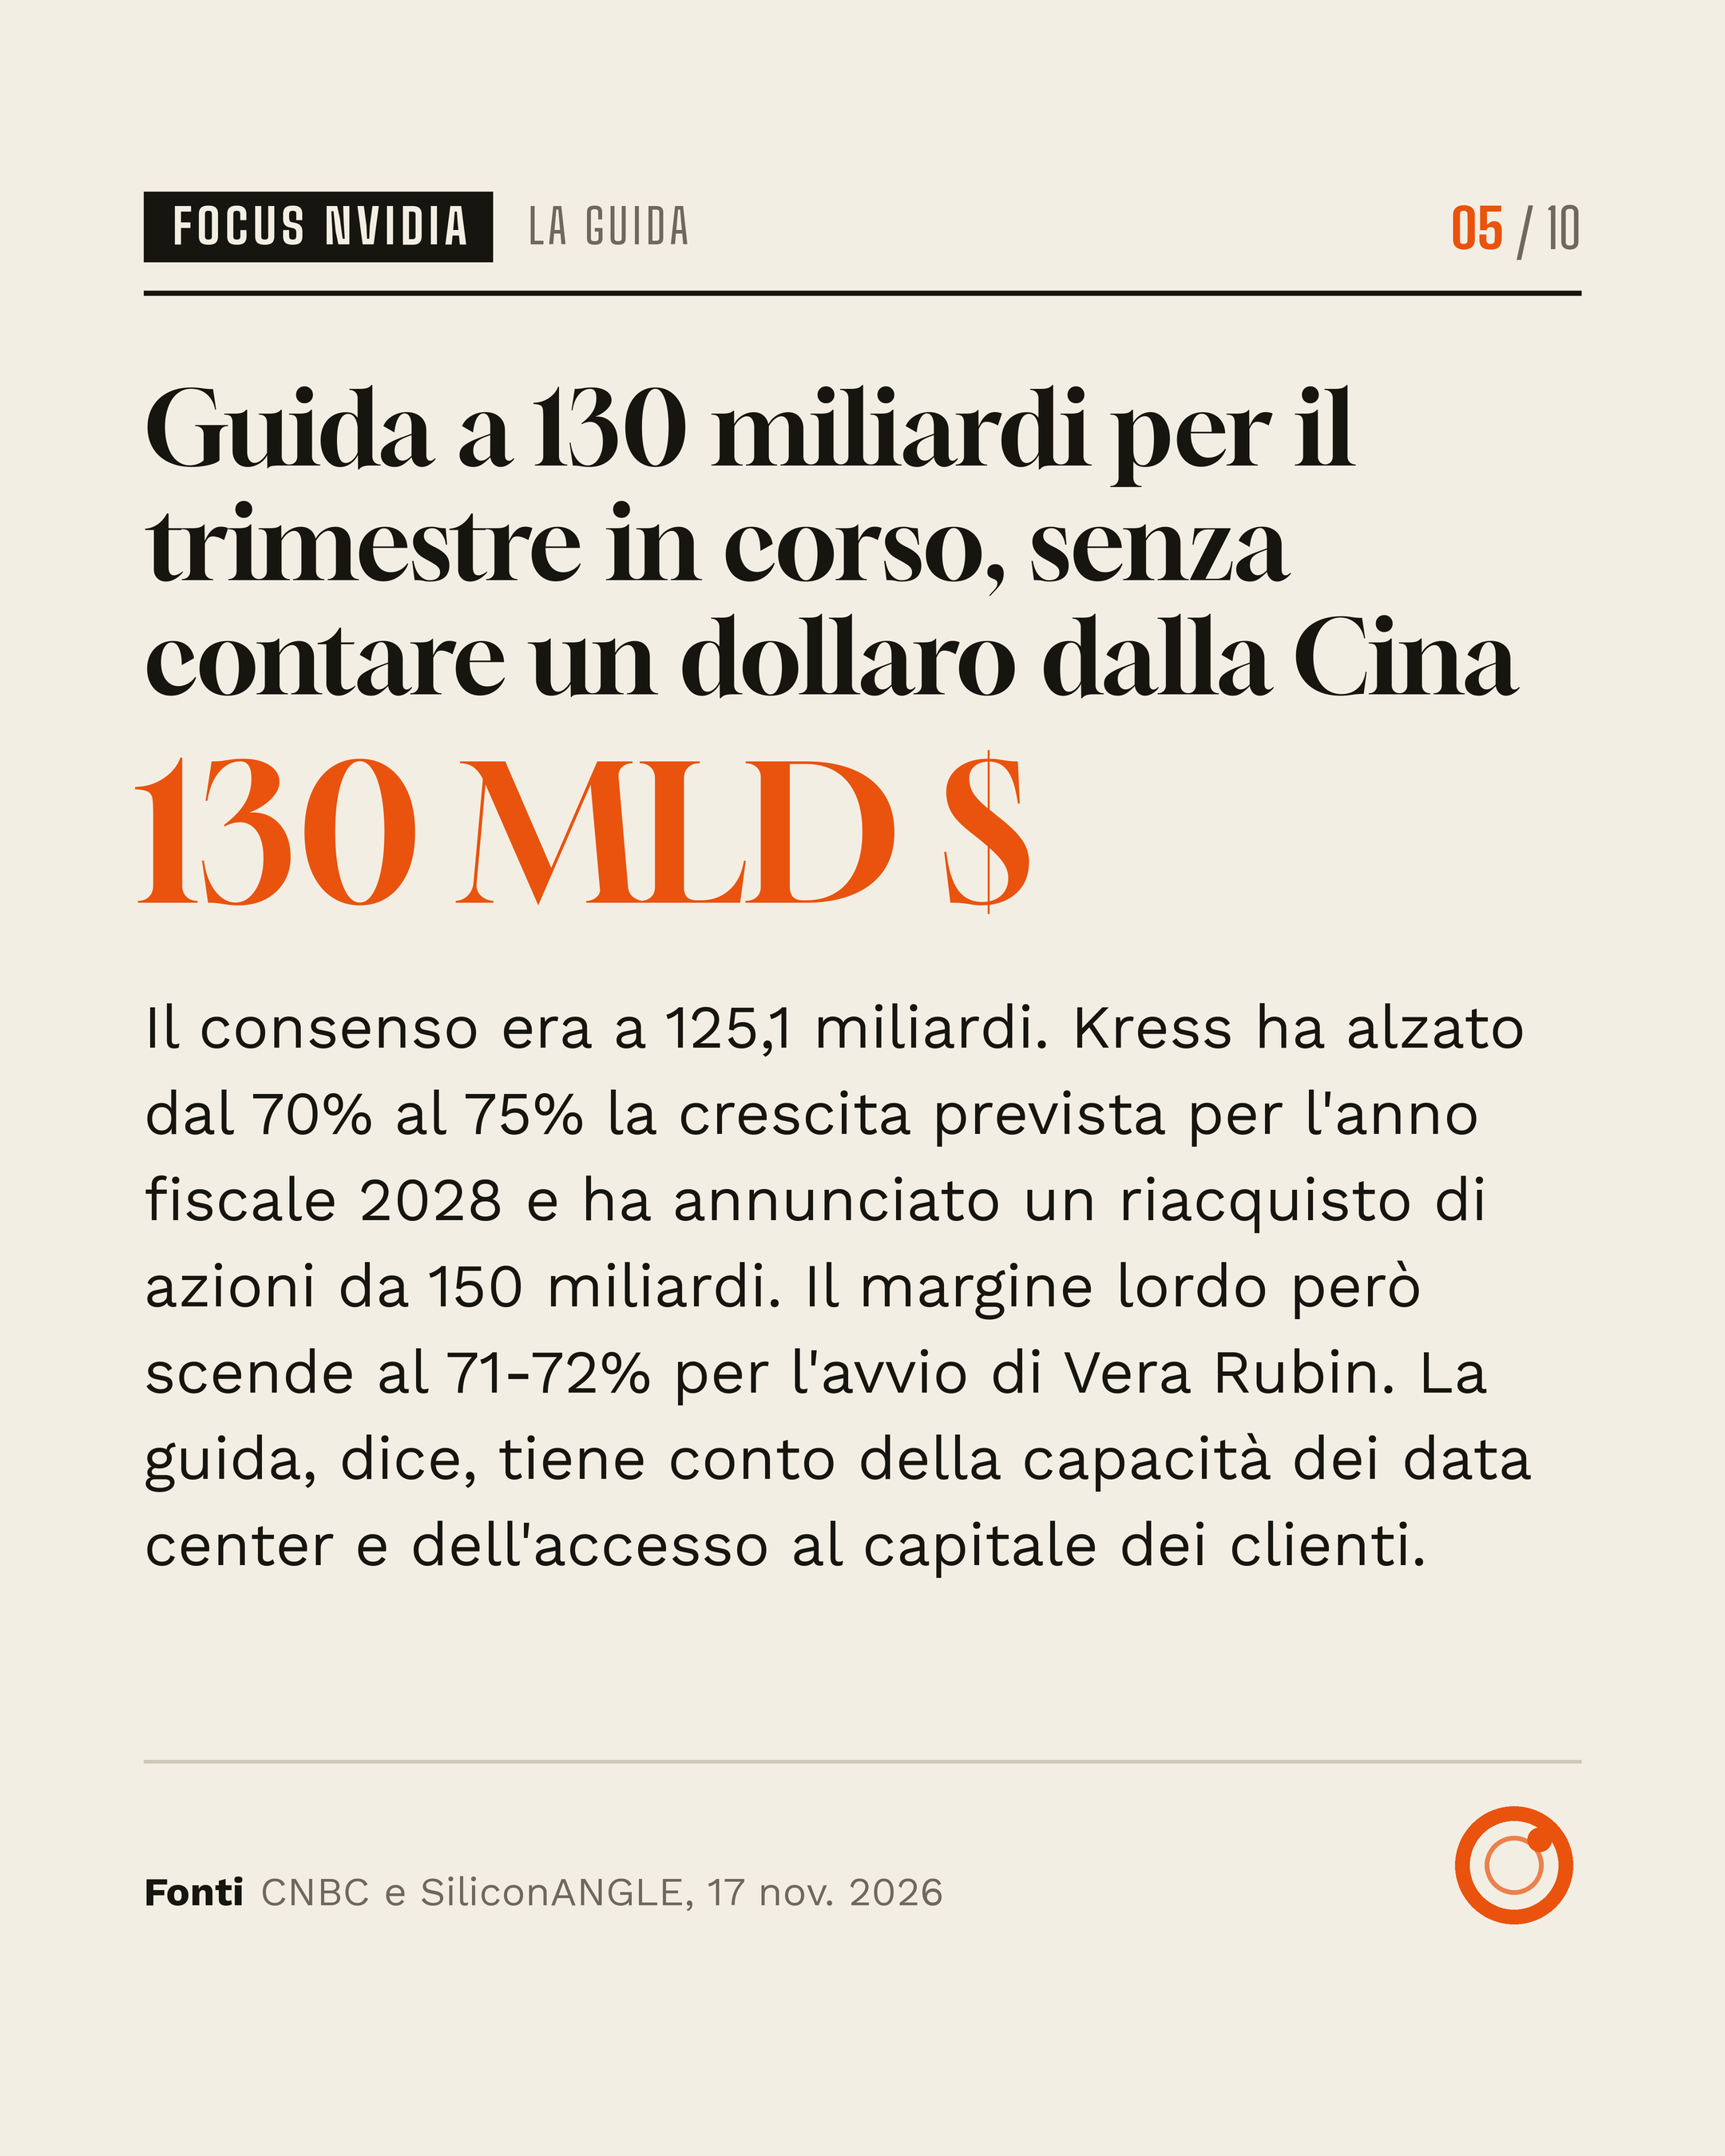 FOCUS NVIDIA LA GUIDA 05 / 10
Guida a 130 miliardi per il
trimestre in corso, senza
contare un dollaro dalla Cina
130 MLD $
Il consenso era a 125,1 miliardi. Kress ha alzato
dal 70% al 75% la crescita prevista per l'anno
fiscale 2028 e ha annunciato un riacquisto di
azioni da 150 miliardi. Il margine lordo però
scende al 71-72% per l'avvio di Vera Rubin. La
guida, dice, tiene conto della capacità dei data
center e dell'accesso al capitale dei clienti.
Fonti CNBC e SiliconANGLE, 17 nov. 2026